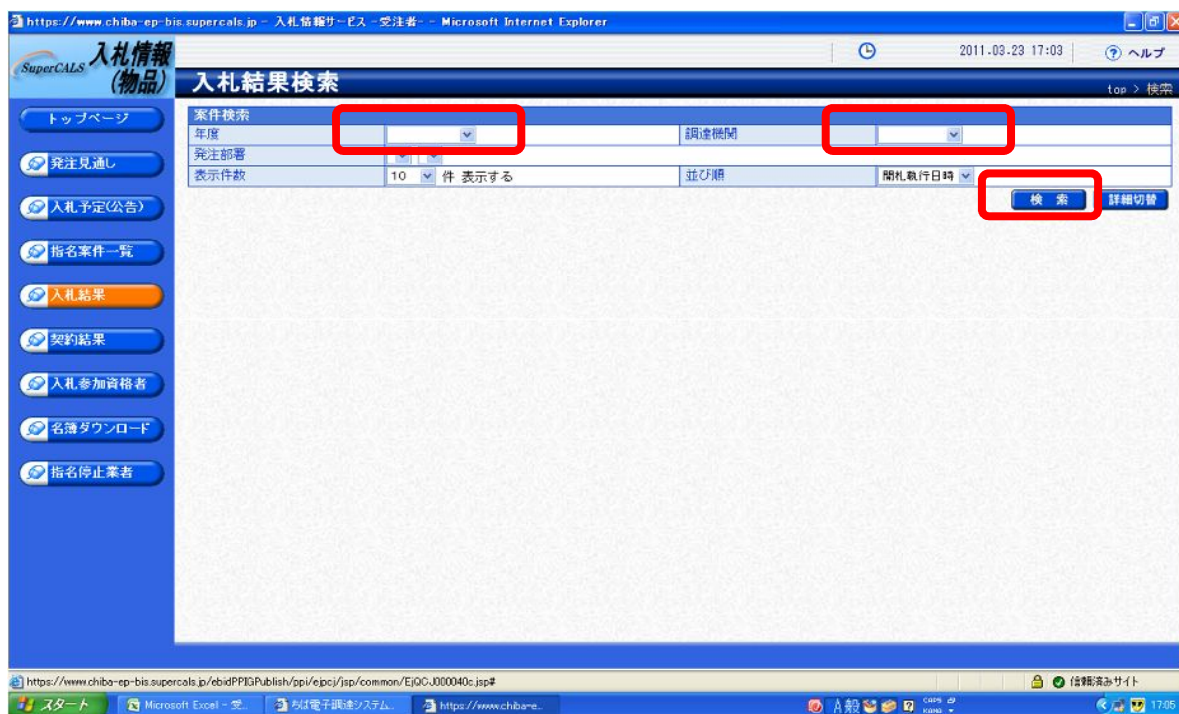 https://www.chiba-ep-bis.supercals.jp - 入札情報サービス -受注者- - Microsoft Internet Explorer
SuperCALS 入札情報
(物品)
2011.03.23 17:03
ヘルプ
入札結果検索
top > 検索
トップページ
発注見通し
入札予定(公告)
指名案件一覧
入札結果
契約結果
入札参加資格者
名簿ダウンロード
指名停止業者
案件検索
年度 調達機関
発注部署
表示件数 10 件 表示する 並び順 開札執行日時
検 索 詳細切替
https://www.chiba-ep-bis.supercals.jp/ebidPPIGPublish/ppi/ejpcj/jsp/common/EjQCJ000040c.jsp#
信頼済みサイト
スタート Microsoft Excel - 受... ちば電子調達システム... https://www.chiba-e... A 般 CAPS KANA 17:05